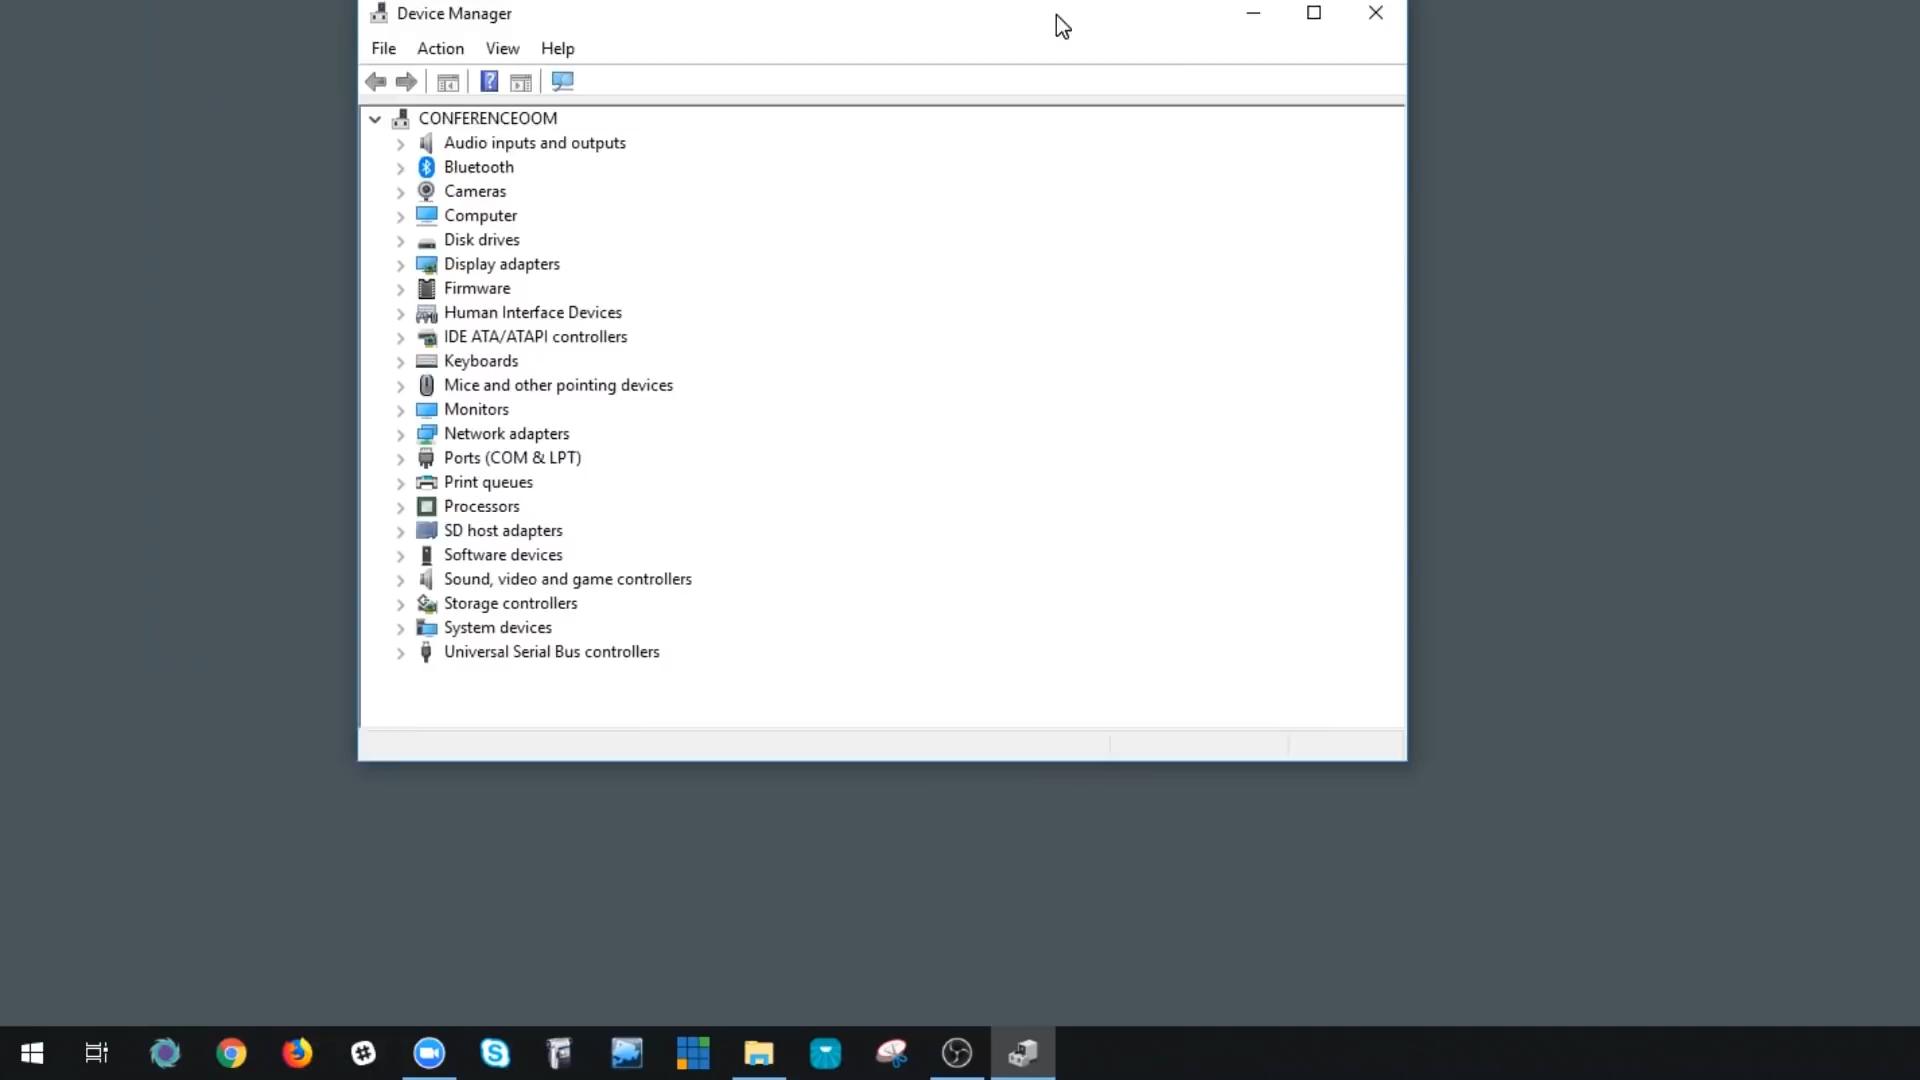 Device Manager
File Action View Help
CONFERENCEOOM
Audio inputs and outputs
Bluetooth
Cameras
Computer
Disk drives
Display adapters
Firmware
Human Interface Devices
IDE ATA/ATAPI controllers
Keyboards
Mice and other pointing devices
Monitors
Network adapters
Ports (COM & LPT)
Print queues
Processors
SD host adapters
Software devices
Sound, video and game controllers
Storage controllers
System devices
Universal Serial Bus controllers